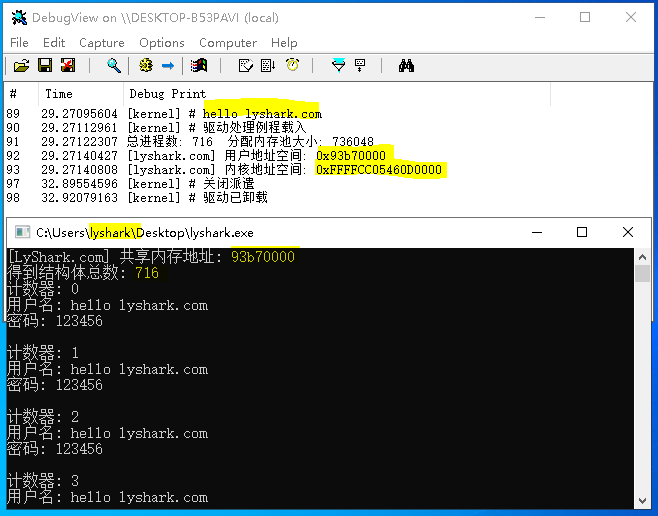 DebugView on \\DESKTOP-B53PAVI (local)
File Edit Capture Options Computer Help
# Time Debug Print
89 29.27095604 [kernel] # hello lyshark.com
90 29.27112961 [kernel] # 驱动处理例程载入
91 29.27122307 总进程数: 716 分配内存池大小: 736048
92 29.27140427 [lyshark.com] 用户地址空间: 0x93b70000
93 29.27140808 [lyshark.com] 内核地址空间: 0xFFFFCC05460D0000
97 32.89554596 [kernel] # 关闭派遣
98 32.92079163 [kernel] # 驱动已卸载
C:\Users\lyshark\Desktop\lyshark.exe
[LyShark.com] 共享内存地址: 93b70000
得到结构体总数: 716
计数器: 0
用户名: hello lyshark.com
密码: 123456
计数器: 1
用户名: hello lyshark.com
密码: 123456
计数器: 2
用户名: hello lyshark.com
密码: 123456
计数器: 3
用户名: hello lyshark.com